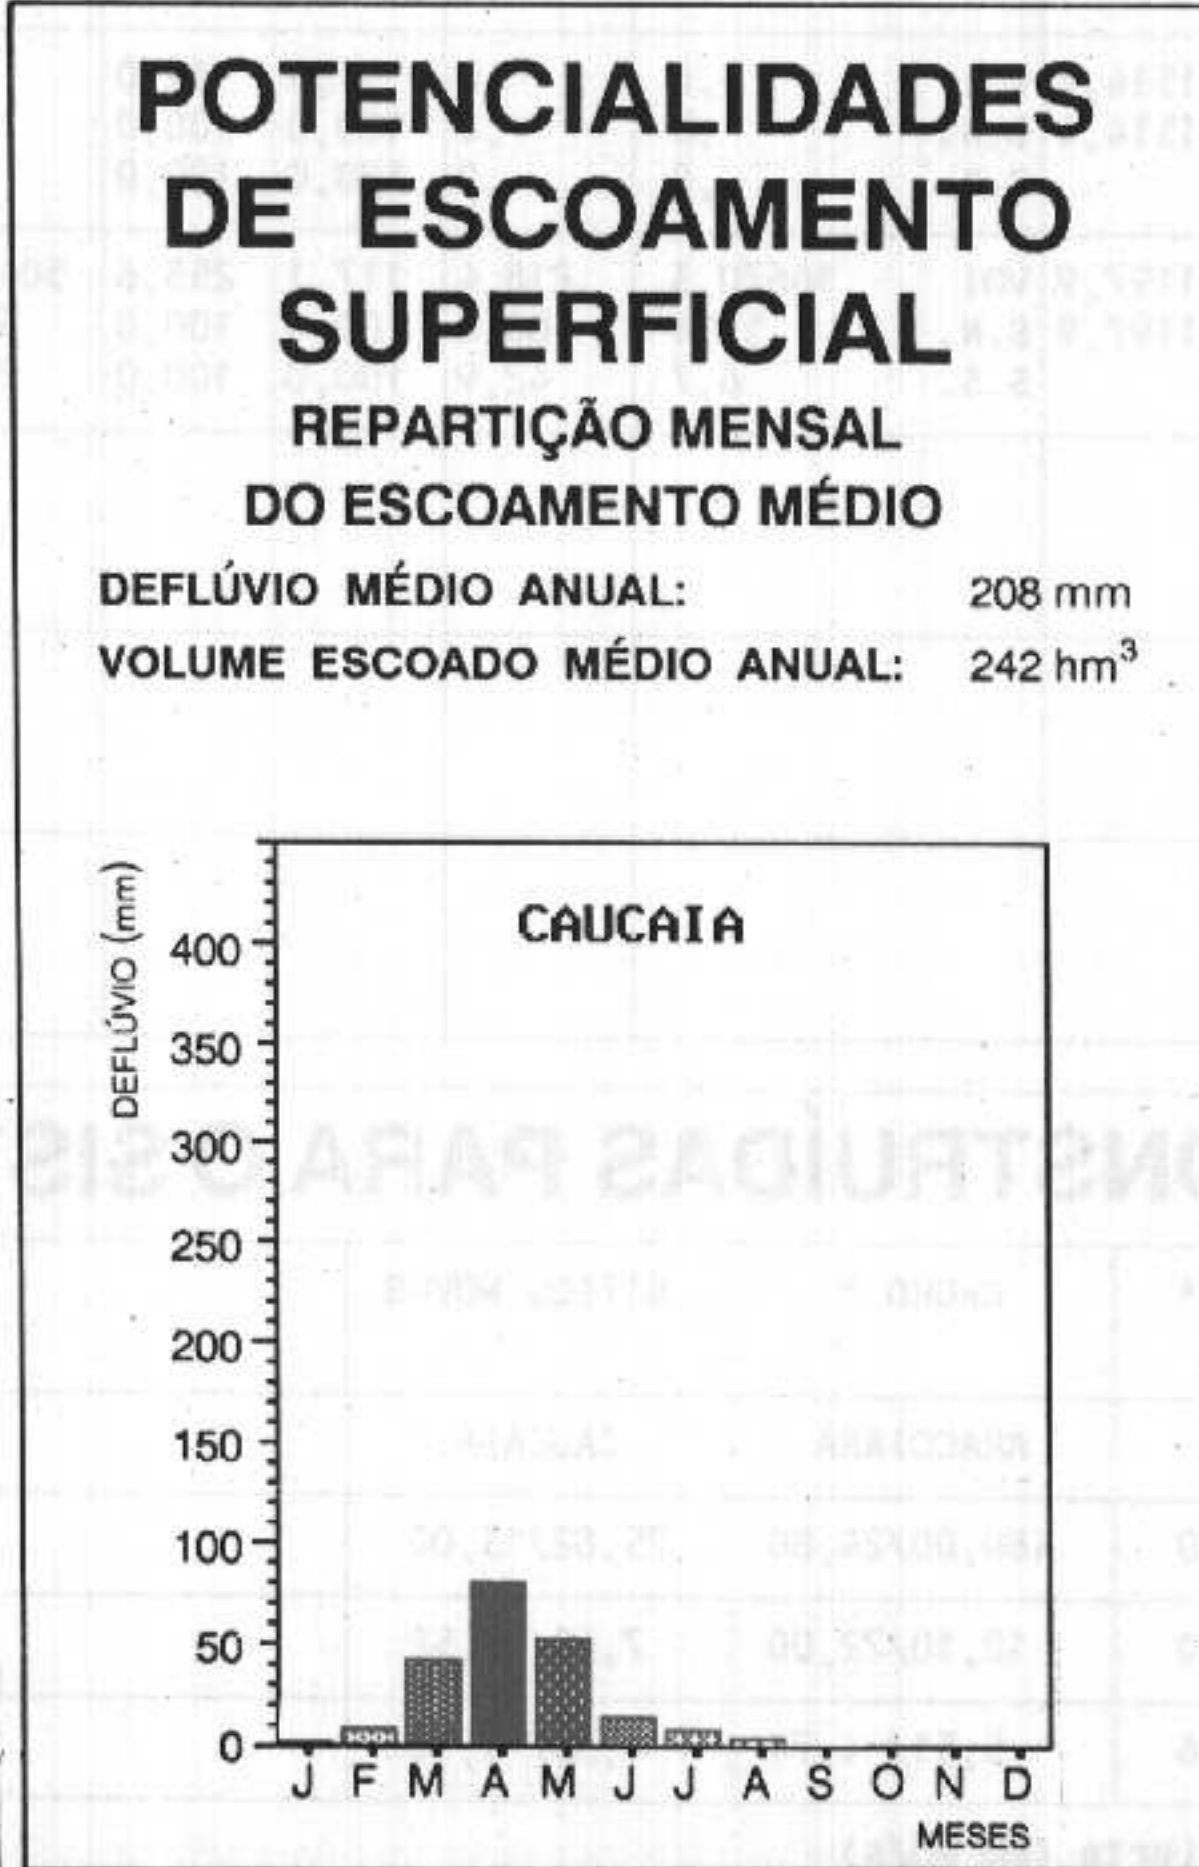 POTENCIALIDADES
DE ESCOAMENTO
SUPERFICIAL
REPARTIÇÃO MENSAL
DO ESCOAMENTO MÉDIO
DEFLÚVIO MÉDIO ANUAL: 208 mm
VOLUME ESCOADO MÉDIO ANUAL: 242 hm³
CAUCAIA
DEFLÚVIO (mm)
400
350
300
250
200
150
100
50
0
J F M A M J J A S O N D
MESES